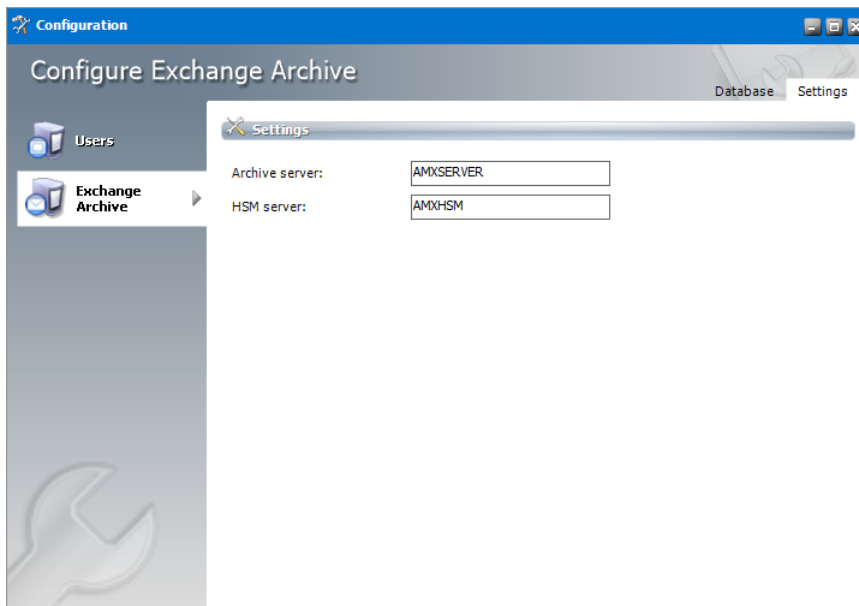 Configuration
Configure Exchange Archive
Database Settings
Users
Exchange
Archive
Settings
Archive server: AMXSERVER
HSM server: AMXHSM